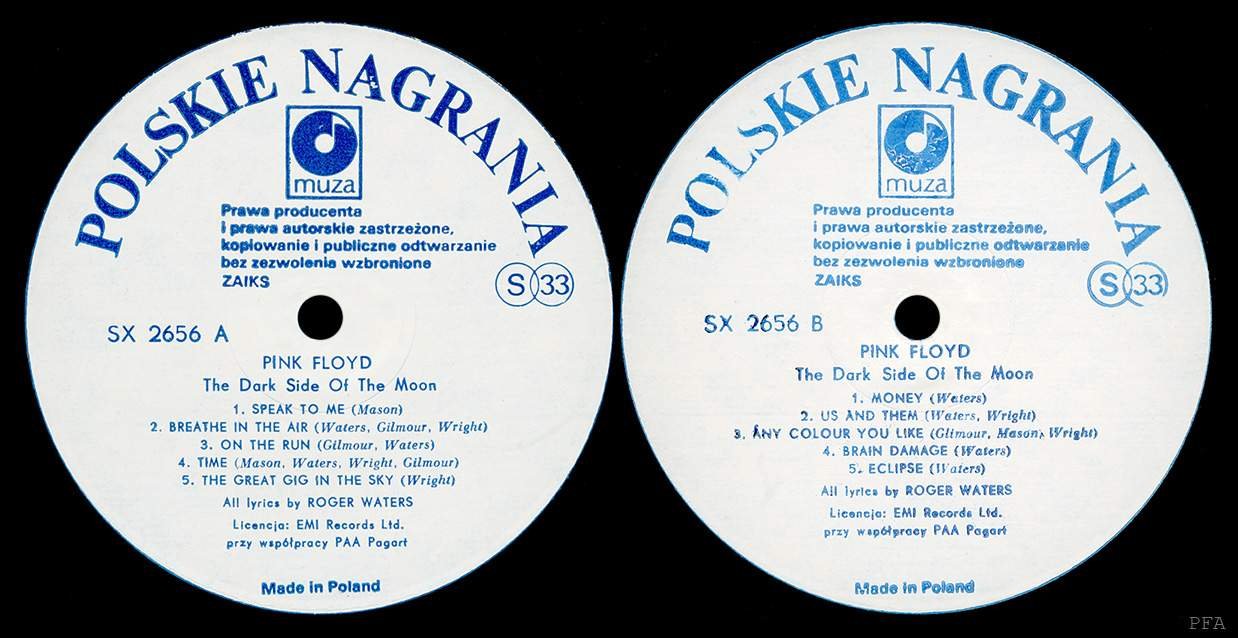 POLSKIE NAGRANIA
muza
Prawa producenta
i prawa autorskie zastrzeżone,
kopiowanie i publiczne odtwarzanie
bez zezwolenia wzbronione
ZAIKS
S 33
SX 2656 A
PINK FLOYD
The Dark Side Of The Moon
1. SPEAK TO ME (Mason)
2. BREATHE IN THE AIR (Waters, Gilmour, Wright)
3. ON THE RUN (Gilmour, Waters)
4. TIME (Mason, Waters, Wright, Gilmour)
5. THE GREAT GIG IN THE SKY (Wright)
All lyrics by ROGER WATERS
Licencja: EMI Records Ltd.
przy współpracy PAA Pagart
Made in Poland
POLSKIE NAGRANIA
muza
Prawa producenta
i prawa autorskie zastrzeżone,
kopiowanie i publiczne odtwarzanie
bez zezwolenia wzbronione
ZAIKS
S 33
SX 2656 B
PINK FLOYD
The Dark Side Of The Moon
1. MONEY (Waters)
2. US AND THEM (Waters, Wright)
3. ANY COLOUR YOU LIKE (Gilmour, Mason, Wright)
4. BRAIN DAMAGE (Waters)
5. ECLIPSE (Waters)
All lyrics by ROGER WATERS
Licencja: EMI Records Ltd.
przy współpracy PAA Pagart
Made in Poland
PFA